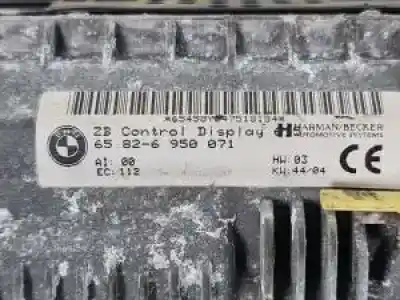 ZB Control Display HARMAN/BECKER
AUTOMOTIVE SYSTEMS
65.82-6 950 071
AI: 00 HW: 03
EC: 112 KW: 44/04
CE